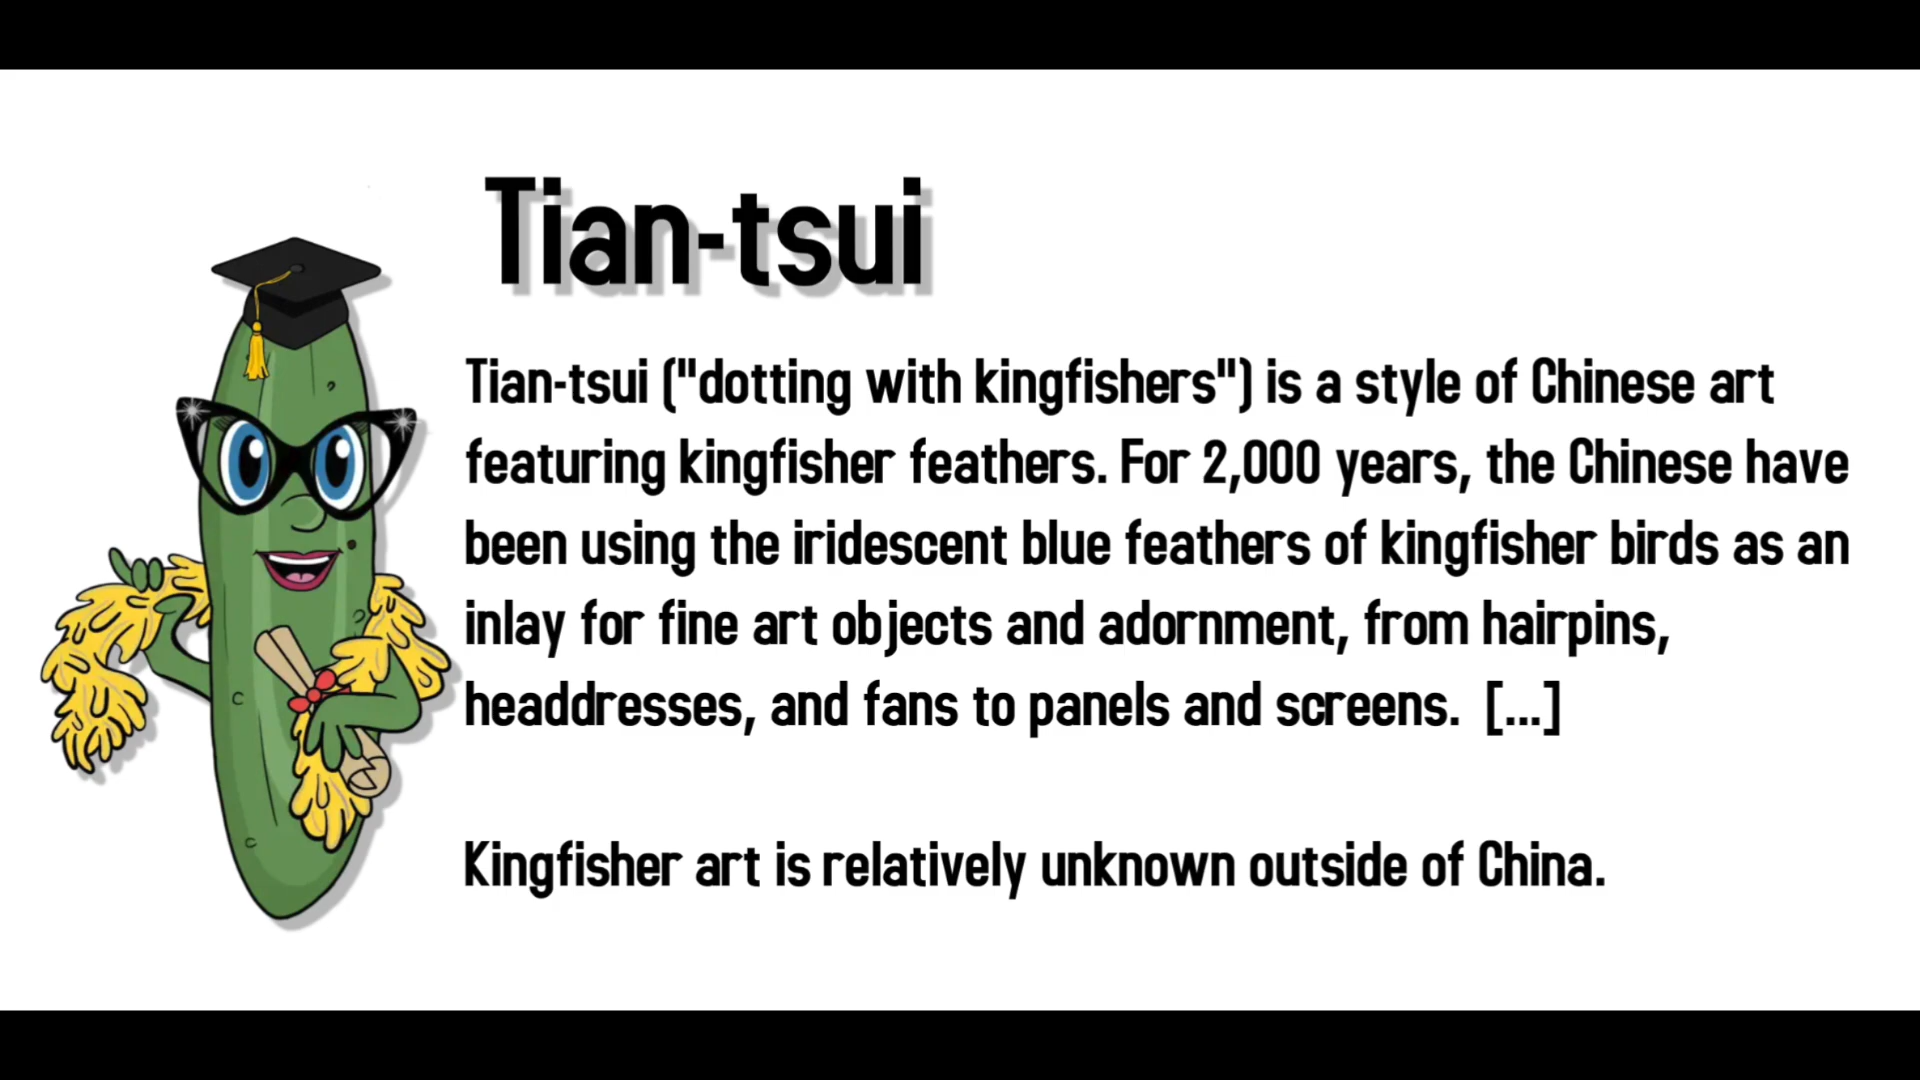 Tian-tsui
Tian-tsui ("dotting with kingfishers") is a style of Chinese art
featuring kingfisher feathers. For 2,000 years, the Chinese have
been using the iridescent blue feathers of kingfisher birds as an
inlay for fine art objects and adornment, from hairpins,
headdresses, and fans to panels and screens. [...]
Kingfisher art is relatively unknown outside of China.